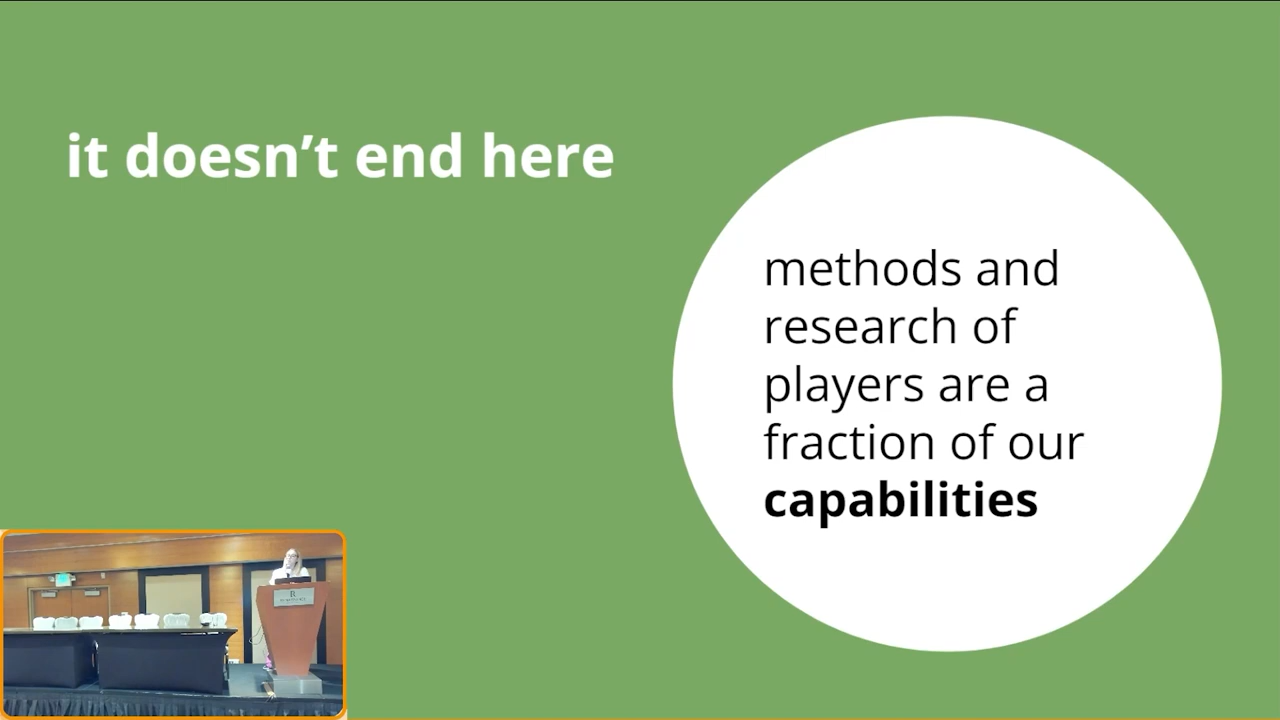 it doesn’t end here
methods and
research of
players are a
fraction of our
capabilities
R